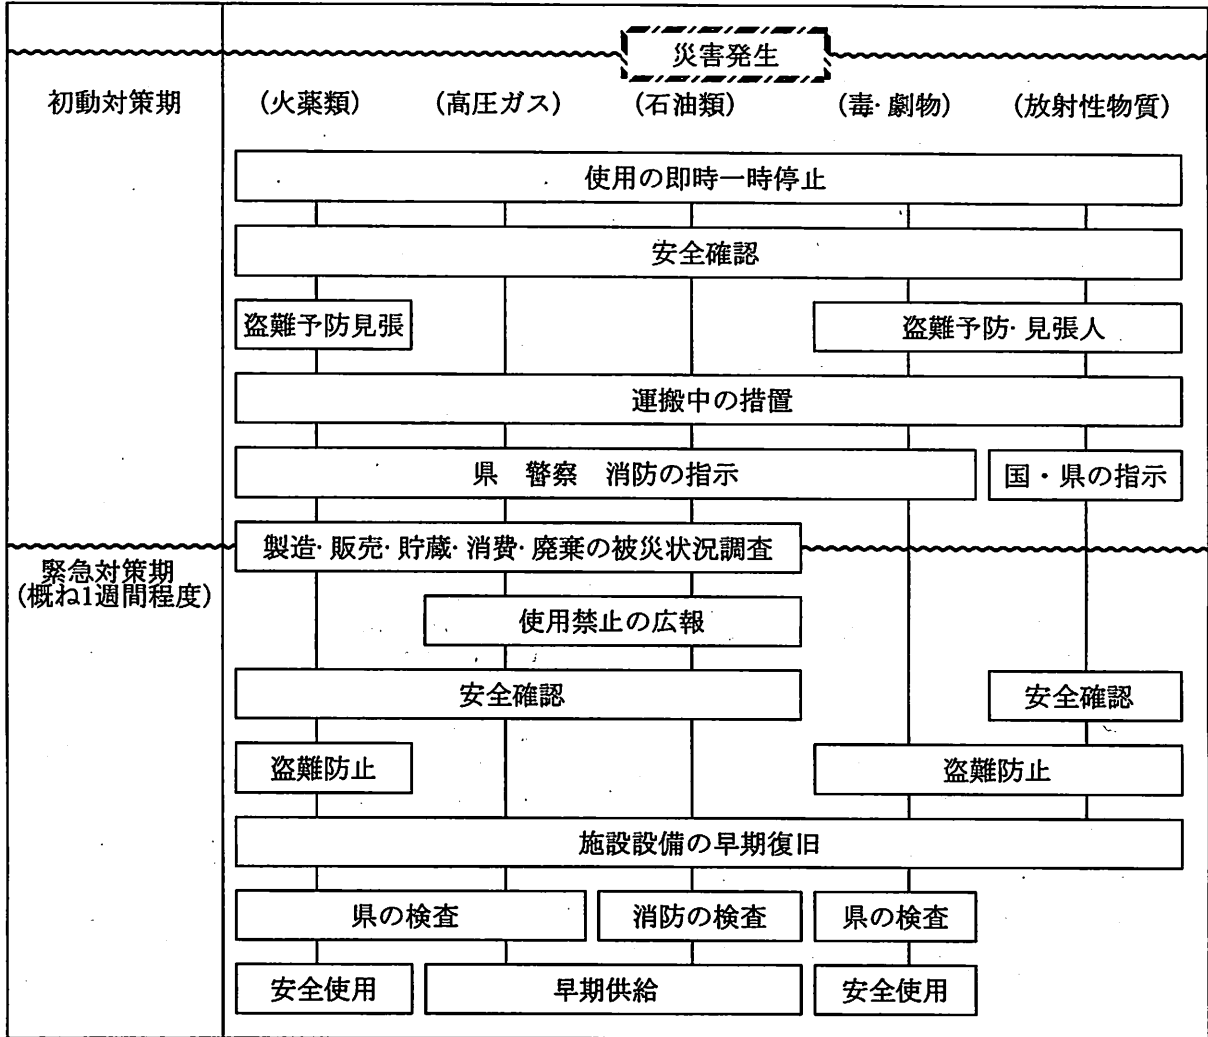 災害発生
初動対策期
(火薬類) (高圧ガス) (石油類) (毒・劇物) (放射性物質)
使用の即時一時停止
安全確認
盗難予防見張 盗難予防・見張人
運搬中の措置
県 警察 消防の指示 国・県の指示
製造・販売・貯蔵・消費・廃棄の被災状況調査
緊急対策期
(概ね1週間程度)
使用禁止の広報
安全確認 安全確認
盗難防止 盗難防止
施設設備の早期復旧
県の検査 消防の検査 県の検査
安全使用 早期供給 安全使用